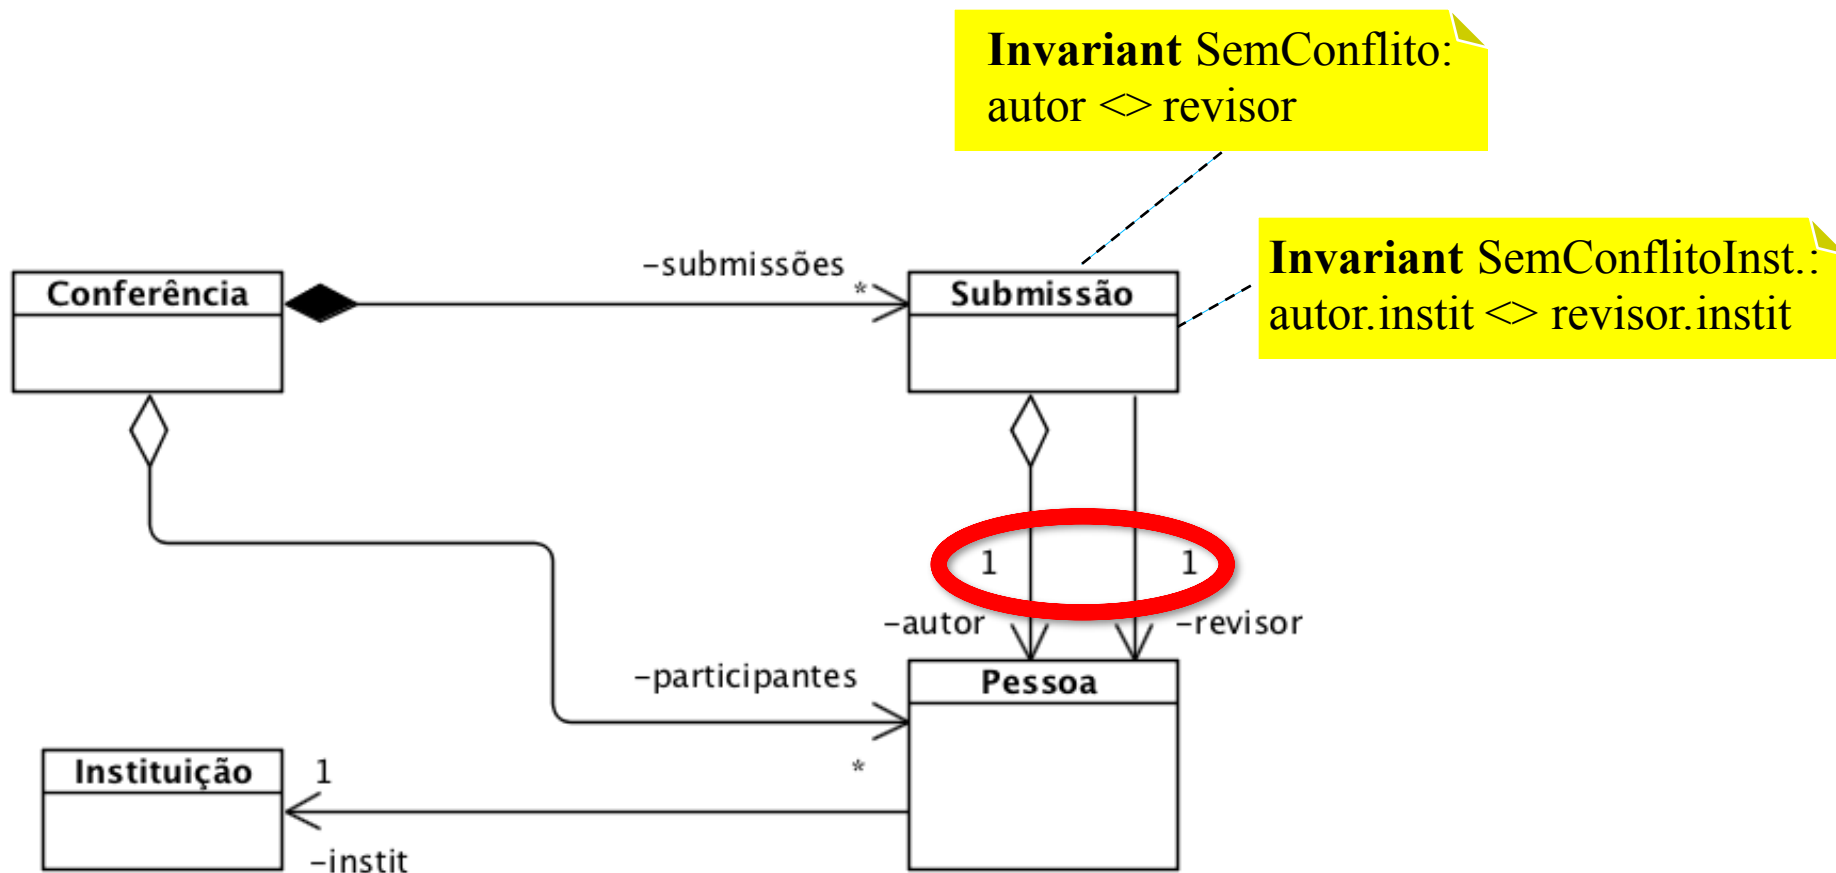 Invariant SemConflito:
autor <> revisor
Invariant SemConflitoInst.:
autor.instit <> revisor.instit
-submissões
*
Conferência
Submissão
1
1
-autor
-revisor
-participantes
*
Pessoa
Instituição
1
-instit